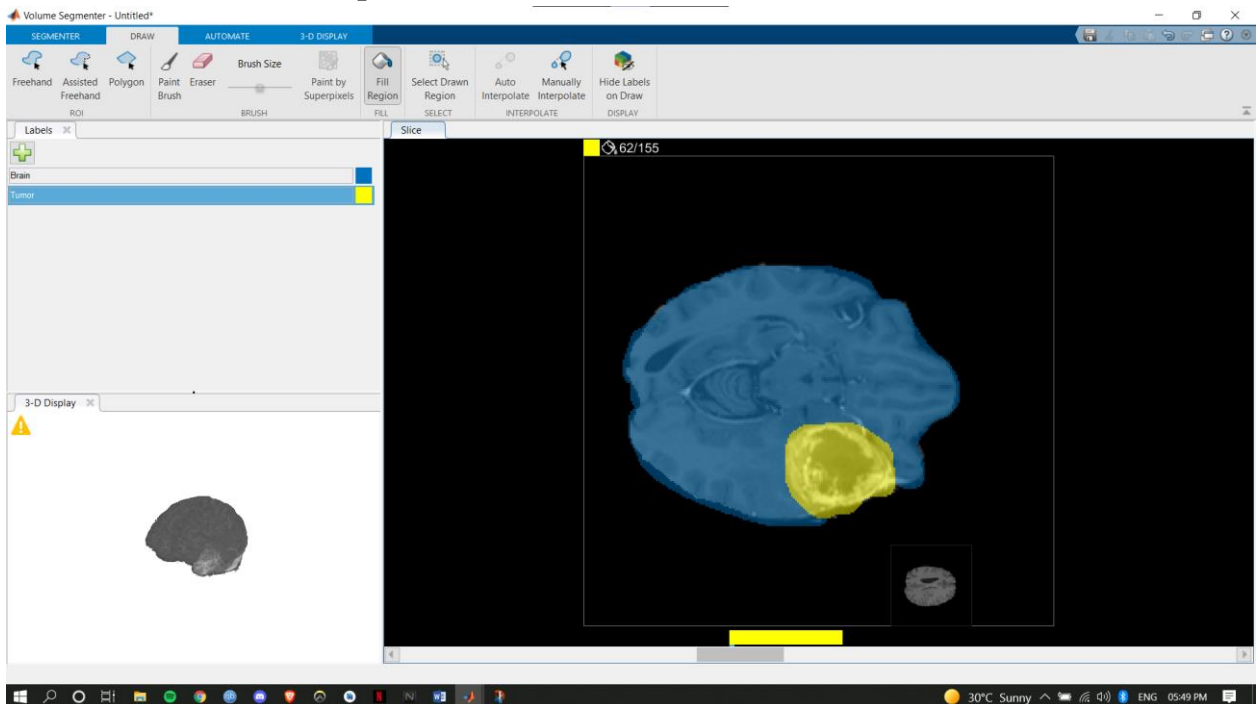 Volume Segmenter - Untitled*
SEGMENTER DRAW AUTOMATE 3-D DISPLAY
Freehand Assisted Freehand Polygon Paint Brush Eraser Brush Size Paint by Superpixels Fill Region Select Drawn Region Auto Interpolate Manually Interpolate Hide Labels on Draw
ROI BRUSH FILL SELECT INTERPOLATE DISPLAY
Labels Slice
62/155
Brain
Tumor
3-D Display
30°C Sunny ENG 05:49 PM